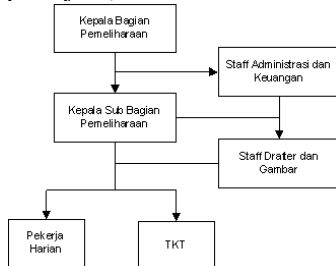 Kepala Bagian
Pemeliharaan
Staff Administrasi dan
Keuangan
Kepala Sub Bagian
Pemeliharaan
Staff Drafter dan
Gambar
Pekerja
Harian
TKT